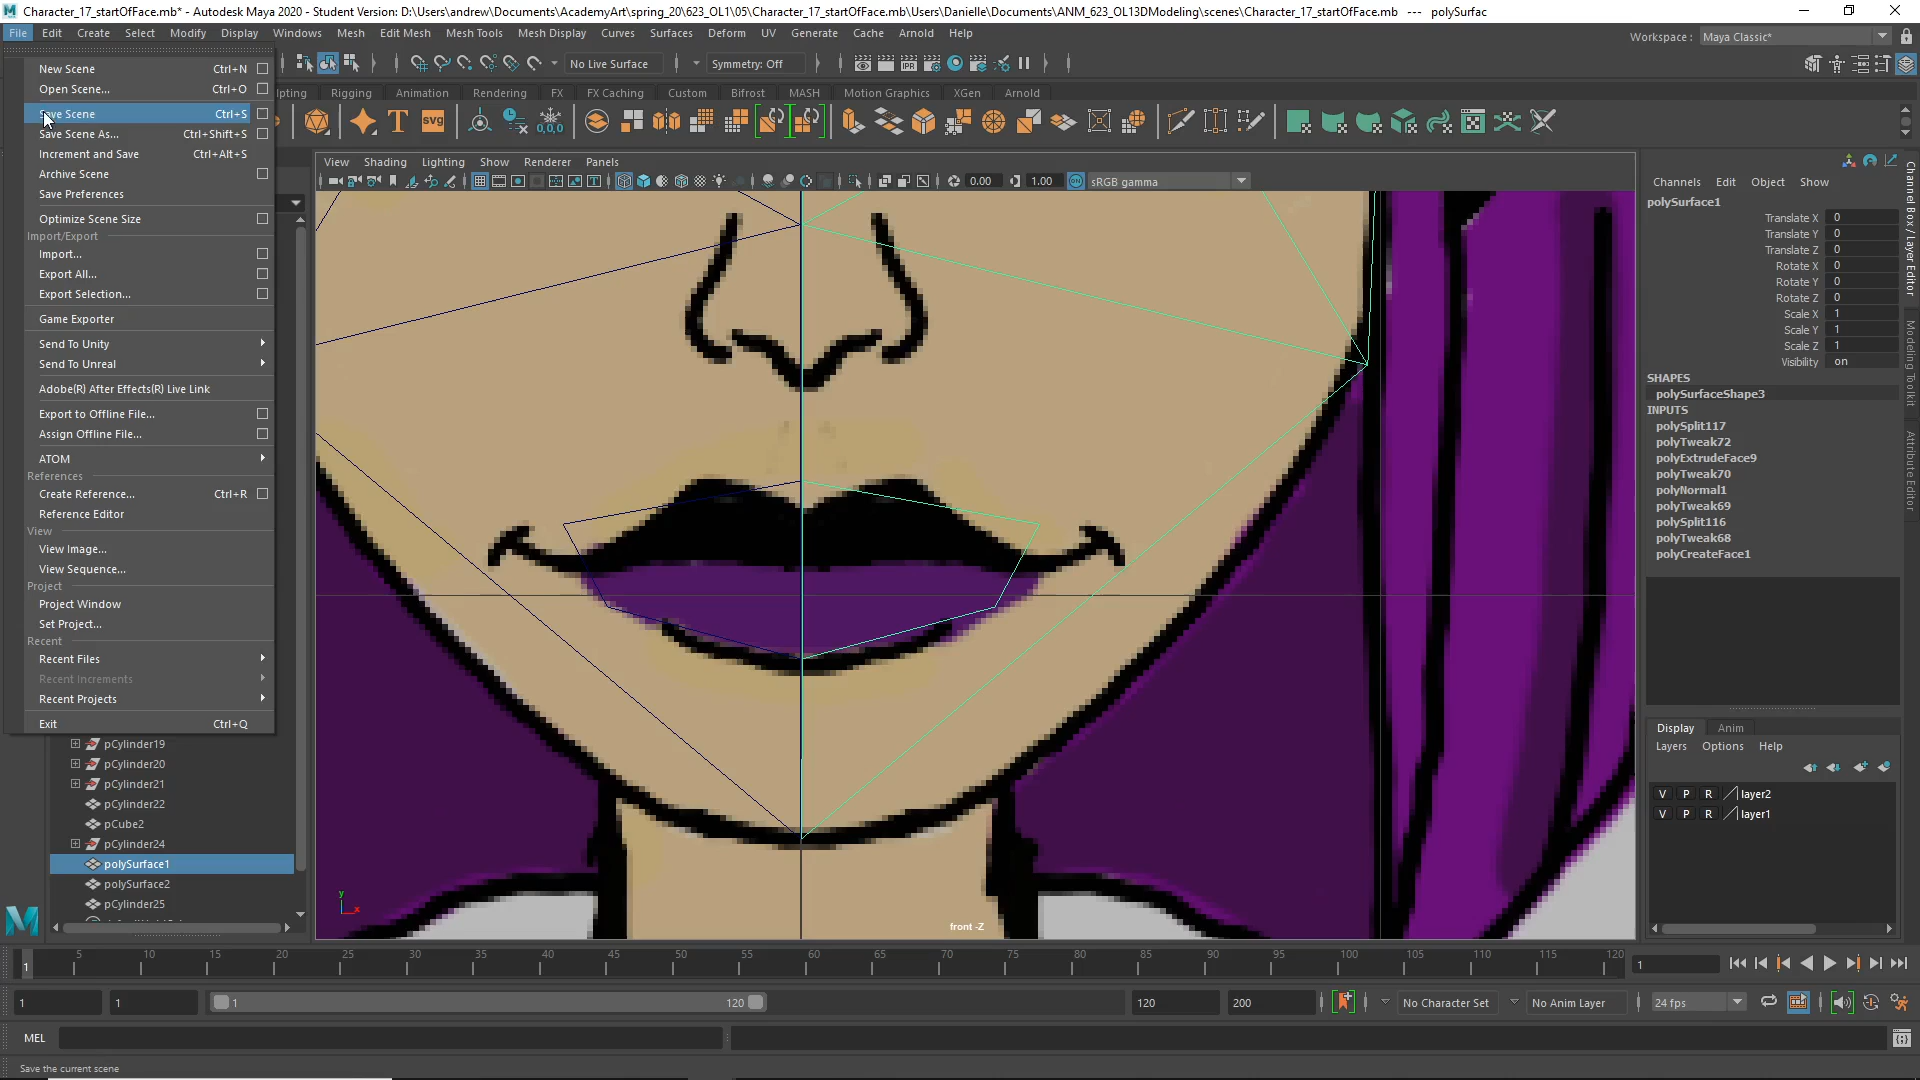 Character_17_startOfFace.mb* - Autodesk Maya 2020 - Student Version: D:\Users\andrew\Documents\AcademyArt\spring_20\623_OL1\05\Character_17_startOfFace.mb\Users\Danielle\Documents\ANM_623_OL13DModeling\scenes\Character_17_startOfFace.mb --- polySurfac
File Edit Create Select Modify Display Windows Mesh Edit Mesh Mesh Tools Mesh Display Curves Surfaces Deform UV Generate Cache Arnold Help
Workspace : Maya Classic*
No Live Surface Symmetry: Off
Rigging Animation Rendering FX FX Caching Custom Bifrost MASH Motion Graphics XGen Arnold
New Scene Ctrl+N
Open Scene... Ctrl+O
Save Scene Ctrl+S
Save Scene As... Ctrl+Shift+S
Increment and Save Ctrl+Alt+S
Archive Scene
Save Preferences
Optimize Scene Size
Import/Export
Import...
Export All...
Export Selection...
Game Exporter
Send To Unity
Send To Unreal
Adobe(R) After Effects(R) Live Link
Export to Offline File...
Assign Offline File...
ATOM
References
Create Reference... Ctrl+R
Reference Editor
View
View Image...
View Sequence...
Project
Project Window
Set Project...
Recent
Recent Files
Recent Increments
Recent Projects
Exit Ctrl+Q
pCylinder19
pCylinder20
pCylinder21
pCylinder22
pCube2
pCylinder24
polySurface1
polySurface2
pCylinder25
View Shading Lighting Show Renderer Panels
0.00 1.00 sRGB gamma
front -Z
y
x
Channels Edit Object Show
polySurface1
Translate X 0
Translate Y 0
Translate Z 0
Rotate X 0
Rotate Y 0
Rotate Z 0
Scale X 1
Scale Y 1
Scale Z 1
Visibility on
SHAPES
polySurfaceShape3
INPUTS
polySplit117
polyTweak72
polyExtrudeFace9
polyTweak70
polyNormal1
polyTweak69
polySplit116
polyTweak68
polyCreateFace1
Display Anim
Layers Options Help
V P R layer2
V P R layer1
Channel Box / Layer Editor
Modeling Toolkit
Attribute Editor
1 5 10 15 20 25 30 35 40 45 50 55 60 65 70 75 80 85 90 95 100 105 110 115 120 1
1 1 1 120 120 200 No Character Set No Anim Layer 24 fps
MEL
Save the current scene